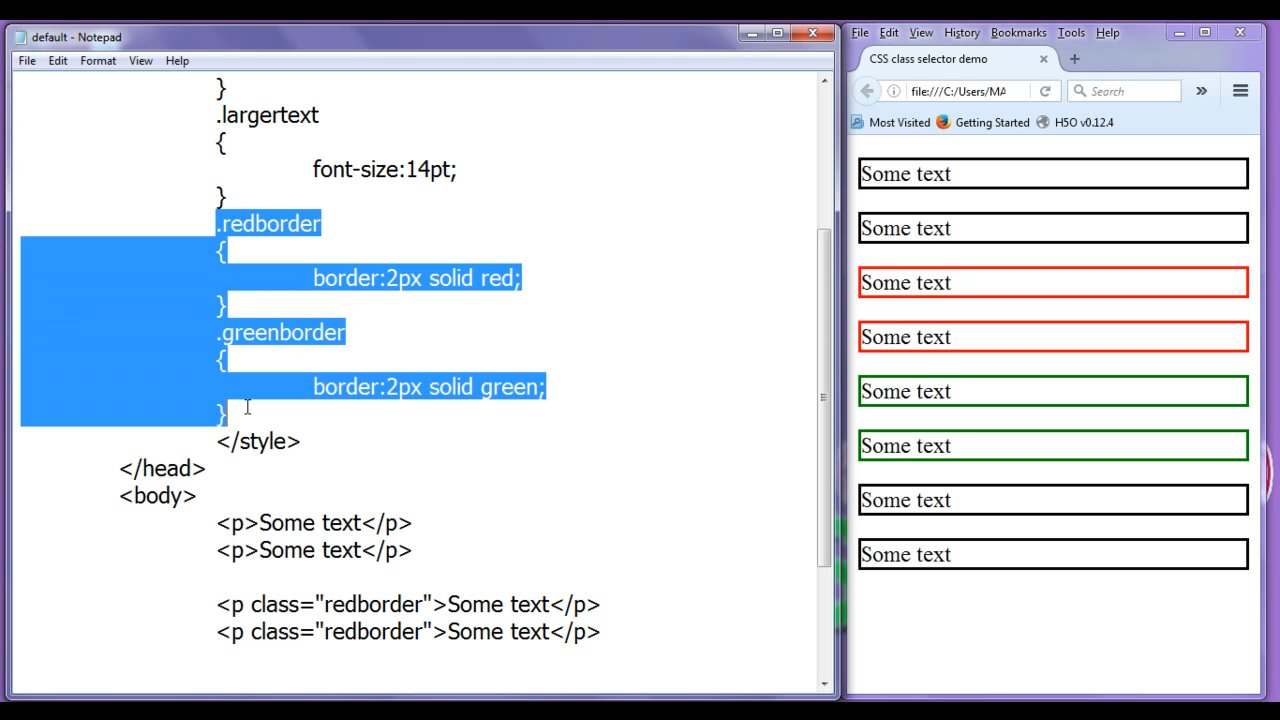 default - Notepad
File Edit Format View Help
}
.largertext
{
font-size:14pt;
}
.redborder
{
border:2px solid red;
}
.greenborder
{
border:2px solid green;
}
</style>
</head>
<body>
<p>Some text</p>
<p>Some text</p>
<p class="redborder">Some text</p>
<p class="redborder">Some text</p>
File Edit View History Bookmarks Tools Help
CSS class selector demo
file:///C:/Users/MA
Search
Most Visited Getting Started H5O v0.12.4
Some text
Some text
Some text
Some text
Some text
Some text
Some text
Some text